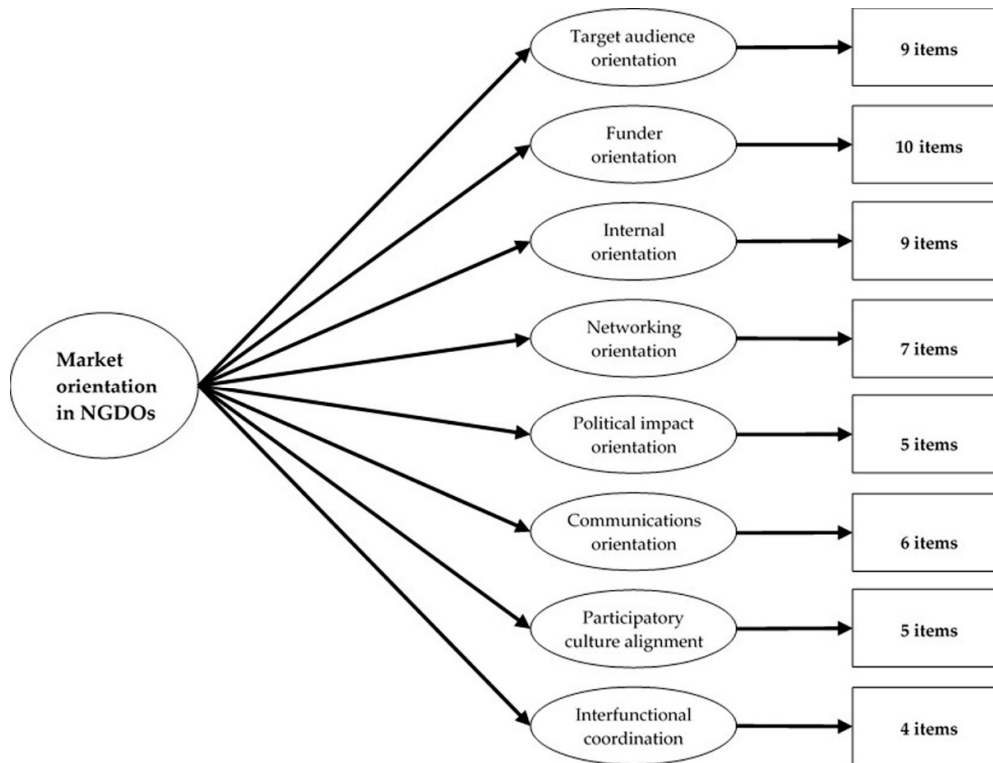 Target audience
orientation
9 items
Funder
orientation
10 items
Internal
orientation
9 items
Networking
orientation
7 items
Market
orientation
in NGDOs
Political impact
orientation
5 items
Communications
orientation
6 items
Participatory
culture alignment
5 items
Interfunctional
coordination
4 items